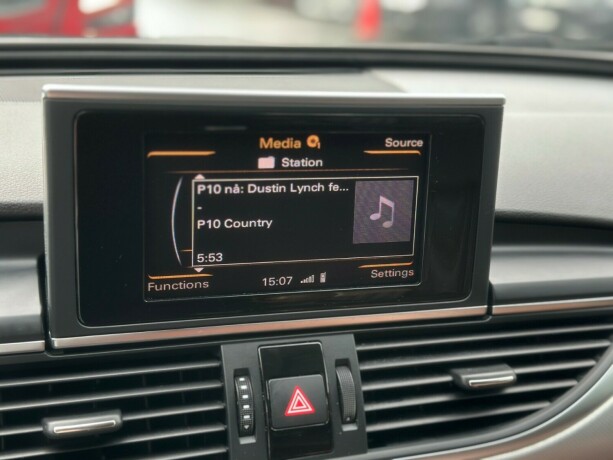 Media
Source
Station
P10 nå: Dustin Lynch fe...
-
P10 Country
5:53
Functions
15:07
Settings